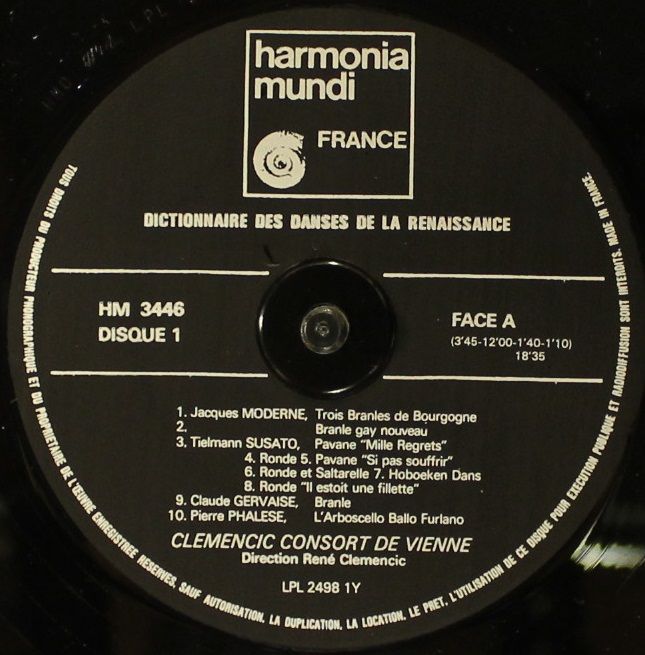 harmonia
mundi
FRANCE
DICTIONNAIRE DES DANSES DE LA RENAISSANCE
HM 3446
DISQUE 1
FACE A
(3'45-12'00-1'40-1'10)
18'35
1. Jacques MODERNE, Trois Branles de Bourgogne
2. Branle gay nouveau
3. Tielmann SUSATO, Pavane "Mille Regrets"
4. Ronde 5. Pavane "Si pas souffrir"
6. Ronde et Saltarelle 7. Hoboeken Dans
8. Ronde "Il estoit une fillette"
9. Claude GERVAISE, Branle
10. Pierre PHALESE, L'Arboscello Ballo Furlano
CLEMENCIC CONSORT DE VIENNE
Direction René Clemencic
LPL 2498 1Y
TOUS DROITS DU PRODUCTEUR PHONOGRAPHIQUE ET DU PROPRIETAIRE DE L'ŒUVRE ENREGISTREE RESERVES. SAUF AUTORISATION, LA DUPLICATION, LA LOCATION, LE PRET, L'UTILISATION DE CE DISQUE POUR EXECUTION PUBLIQUE ET RADIODIFFUSION SONT INTERDITS. MADE IN FRANCE.